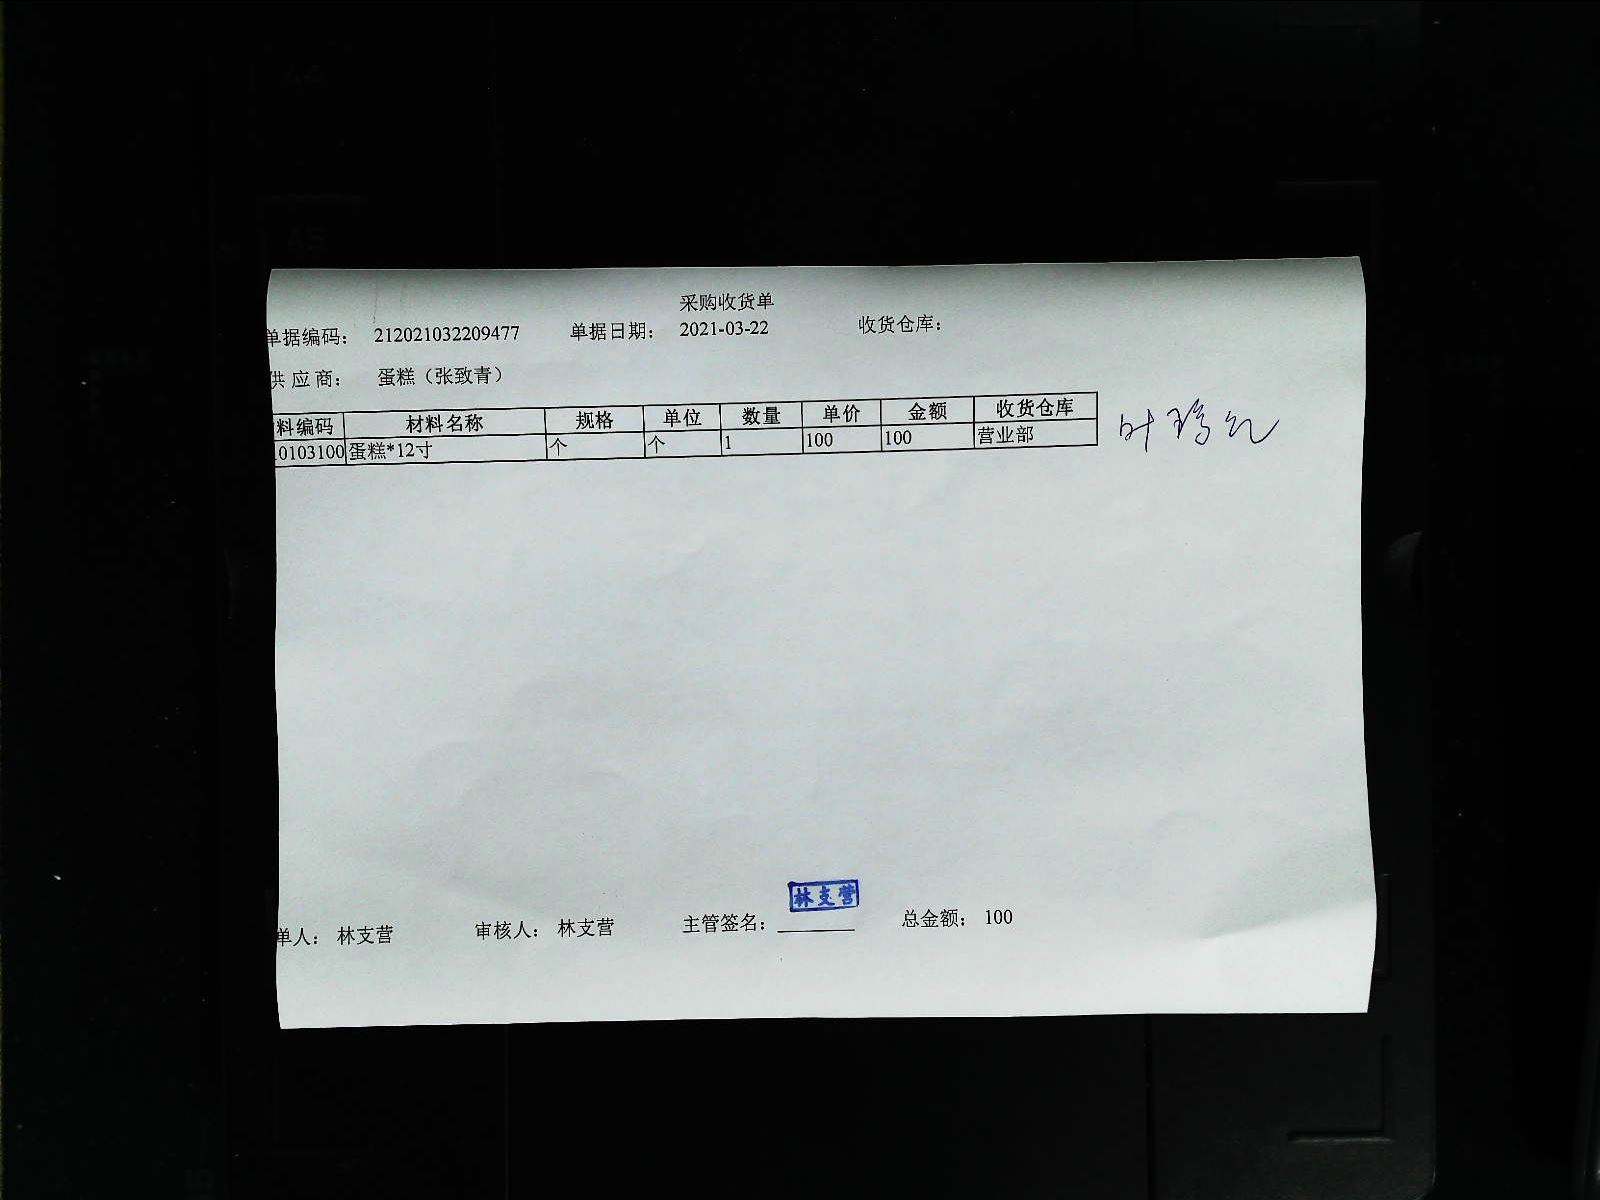 采购收货单
单据编码： 212021032209477 单据日期： 2021-03-22 收货仓库：
供应商： 蛋糕（张致青）
料编码 材料名称 规格 单位 数量 单价 金额 收货仓库
0103100 蛋糕*12寸 个 个 1 100 100 营业部
林支营
单人： 林支营 审核人： 林支营 主管签名： 总金额： 100